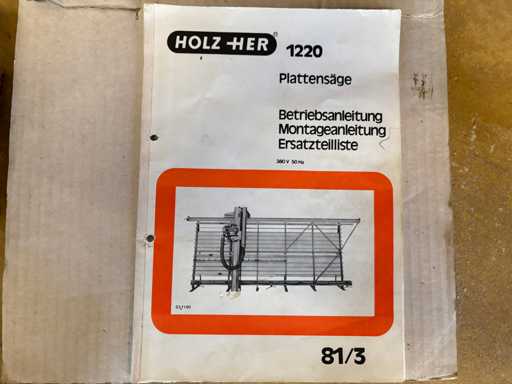 HOLZ-HER 1220
Plattensäge
Betriebsanleitung
Montageanleitung
Ersatzteilliste
380 V 50 Hz
81/3